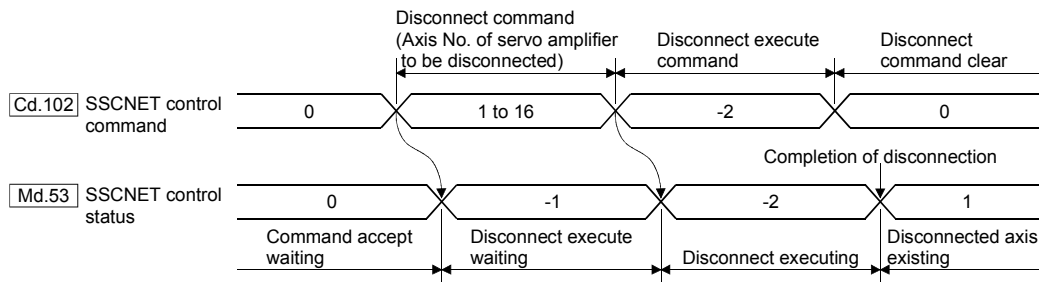 Disconnect command
(Axis No. of servo amplifier
to be disconnected)
Disconnect execute
command
Disconnect
command clear
Cd.102 SSCNET control
command
0
1 to 16
-2
0
Completion of disconnection
Md.53 SSCNET control
status
0
-1
-2
1
Command accept
waiting
Disconnect execute
waiting
Disconnect executing
Disconnected axis
existing